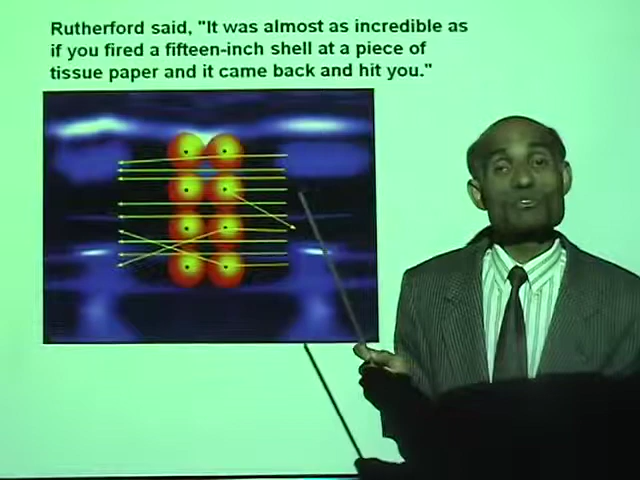 Rutherford said, "It was almost as incredible as
if you fired a fifteen-inch shell at a piece of
tissue paper and it came back and hit you."